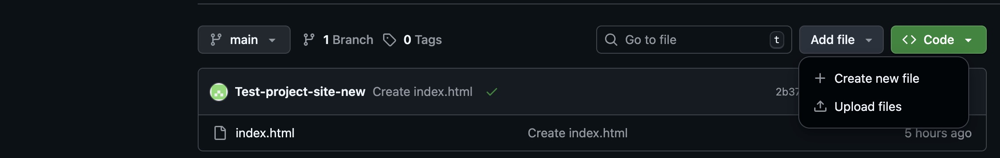 main 1 Branch 0 Tags Go to file t Add file Code
Create new file
Test-project-site-new Create index.html 2b37
Upload files
index.html Create index.html 5 hours ago